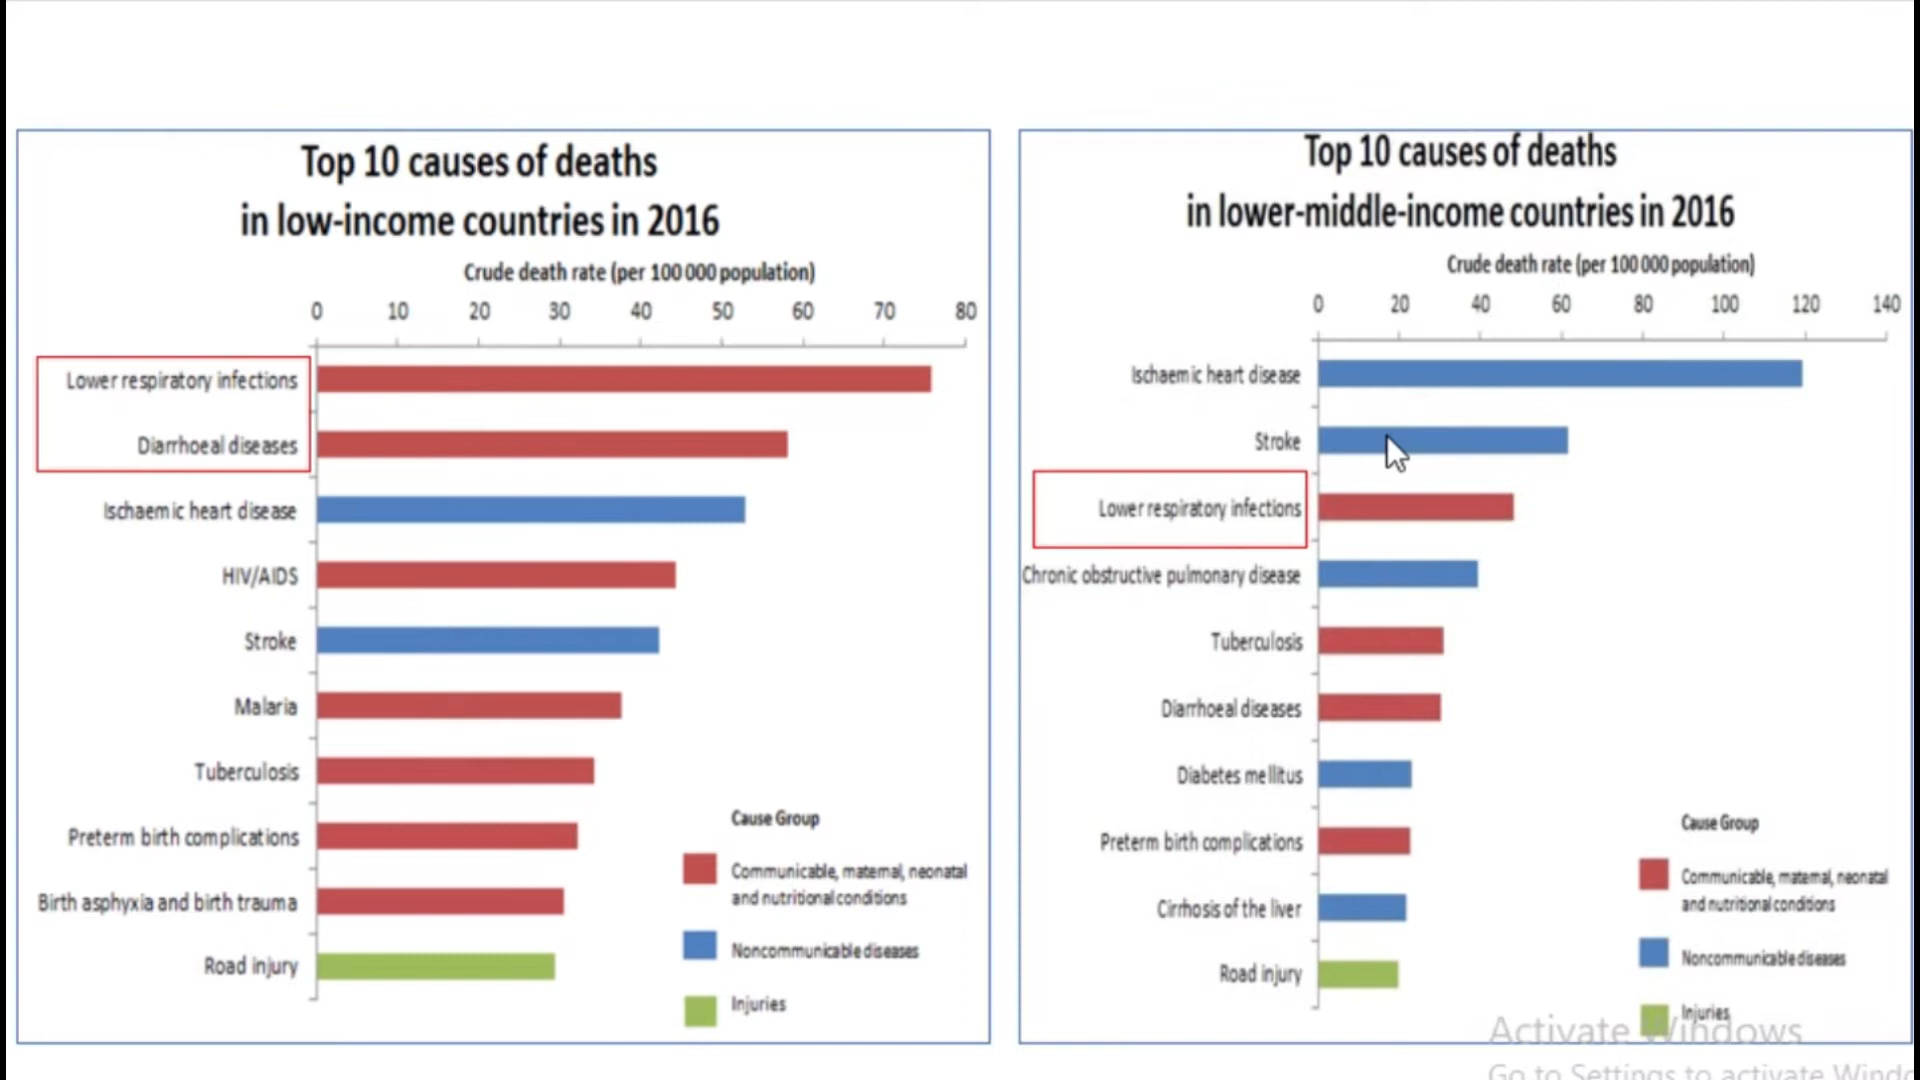 Top 10 causes of deaths
in low-income countries in 2016
Crude death rate (per 100 000 population)
0 10 20 30 40 50 60 70 80
Lower respiratory infections
Diarrhoeal diseases
Ischaemic heart disease
HIV/AIDS
Stroke
Malaria
Tuberculosis
Preterm birth complications
Birth asphyxia and birth trauma
Road injury
Cause Group
Communicable, maternal, neonatal
and nutritional conditions
Noncommunicable diseases
Injuries
Top 10 causes of deaths
in lower-middle-income countries in 2016
Crude death rate (per 100 000 population)
0 20 40 60 80 100 120 140
Ischaemic heart disease
Stroke
Lower respiratory infections
Chronic obstructive pulmonary disease
Tuberculosis
Diarrhoeal diseases
Diabetes mellitus
Preterm birth complications
Cirrhosis of the liver
Road injury
Cause Group
Communicable, maternal, neonatal
and nutritional conditions
Noncommunicable diseases
Injuries
Activate Windows
Go to Settings to activate Windo